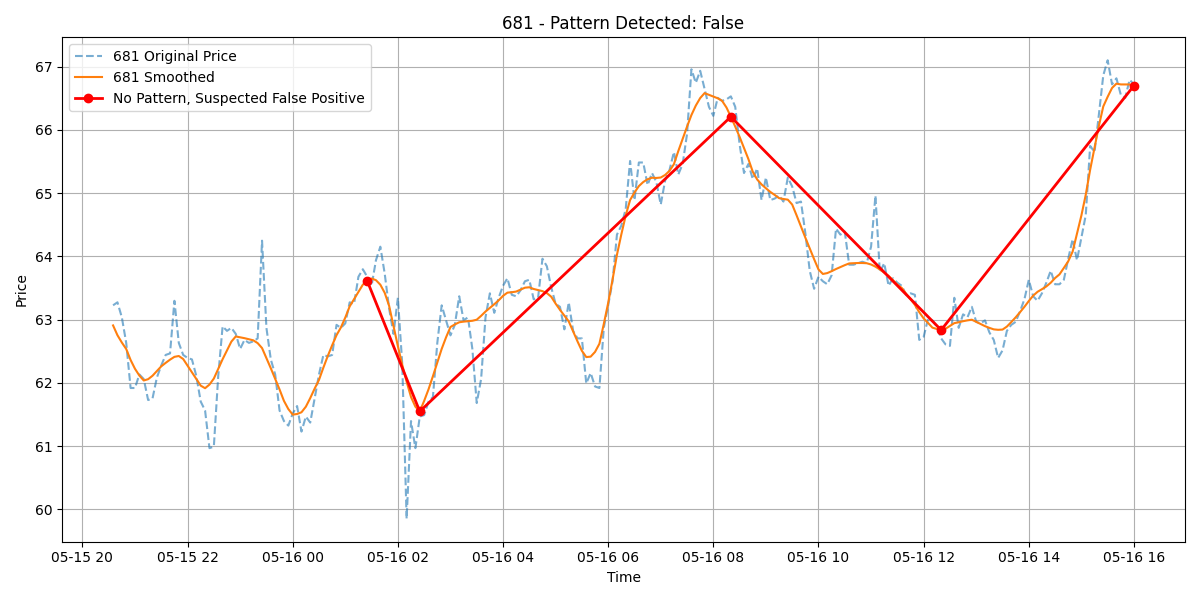 681 - Pattern Detected: False
681 Original Price
681 Smoothed
No Pattern, Suspected False Positive
Price
67
66
65
64
63
62
61
60
05-15 20 05-15 22 05-16 00 05-16 02 05-16 04 05-16 06 05-16 08 05-16 10 05-16 12 05-16 14 05-16 16
Time